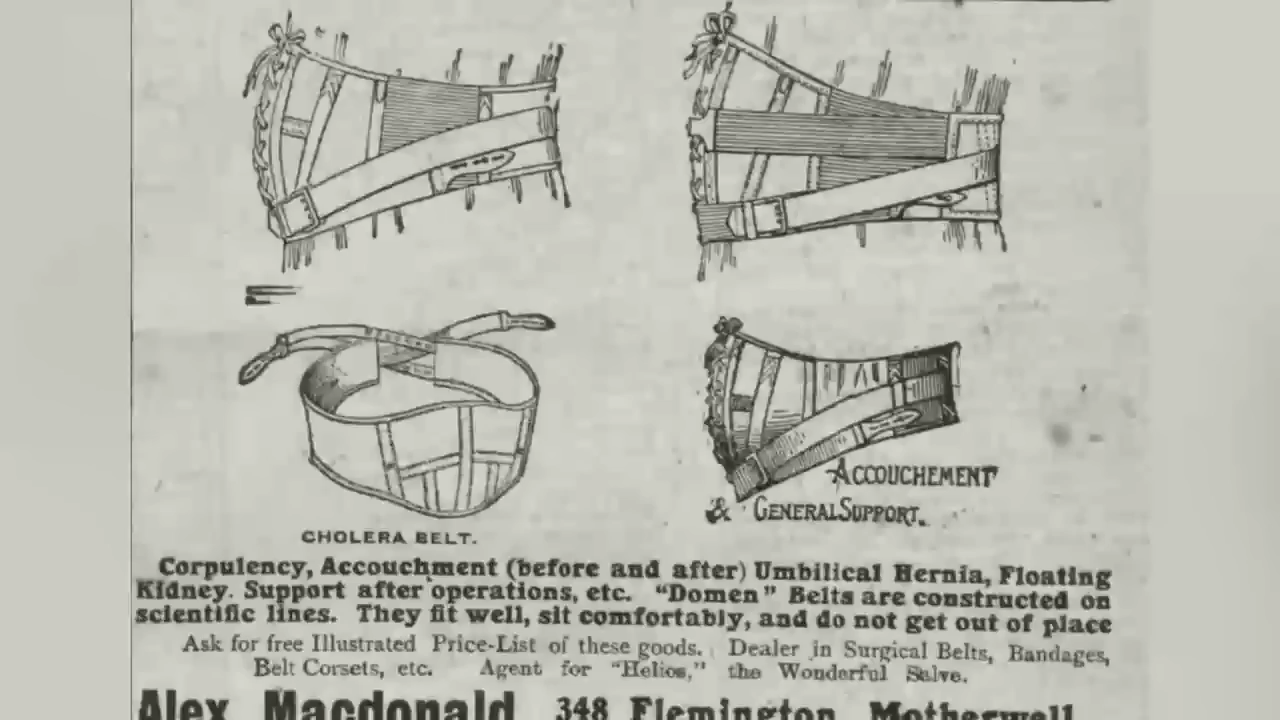 ACCOUCHEMENT
& GENERAL SUPPORT.
CHOLERA BELT.
Corpulency, Accouchment (before and after) Umbilical Hernia, Floating
Kidney. Support after operations, etc. "Domen" Belts are constructed on
scientific lines. They fit well, sit comfortably, and do not get out of place
Ask for free Illustrated Price-List of these goods. Dealer in Surgical Belts, Bandages,
Belt Corsets, etc. Agent for "Helios," the Wonderful Salve.
Alex Macdonald 348 Flemington, Motherwell